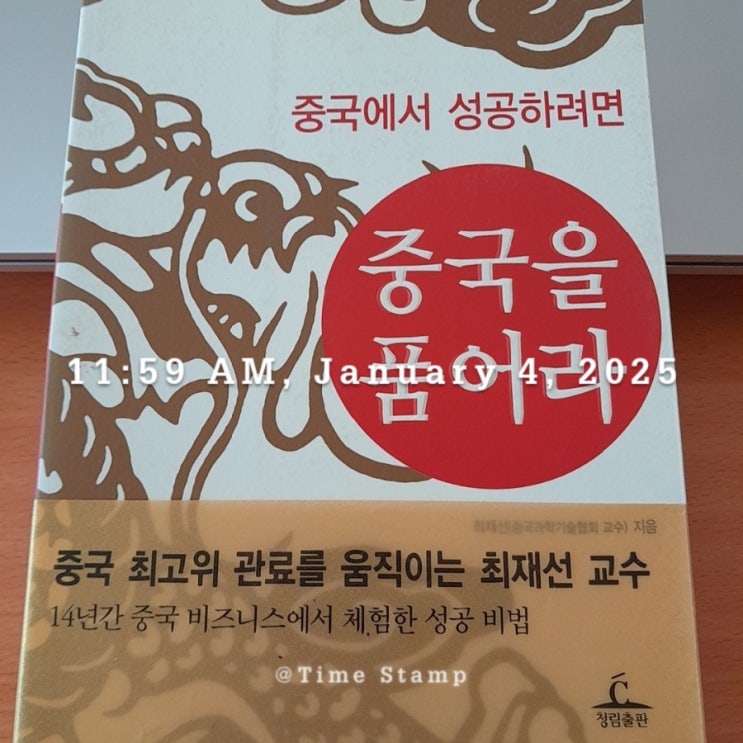 중국에서 성공하려면
중국을
품어라
11:59 AM, January 4, 2025
최재선(중국과학기술협회 교수) 지음
중국 최고위 관료를 움직이는 최재선 교수
14년간 중국 비즈니스에서 체험한 성공 비법
@Time Stamp
Ć
청림출판